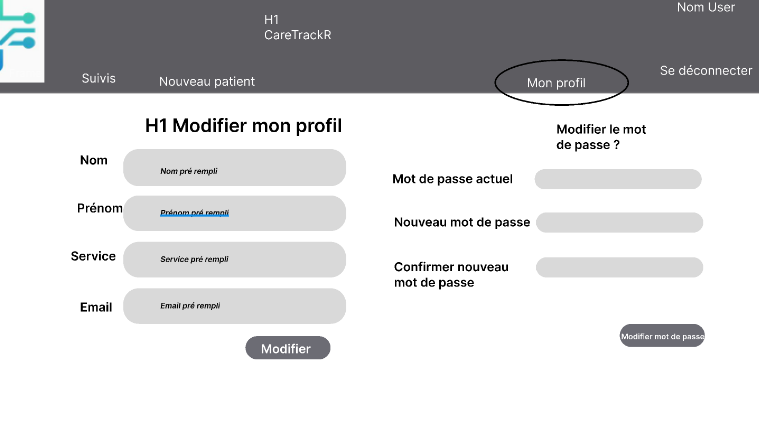 Nom User
H1
CareTrackR
Suivis
Nouveau patient
Mon profil
Se déconnecter
H1 Modifier mon profil
Nom
Nom pré rempli
Prénom
Prénom pré rempli
Service
Service pré rempli
Email
Email pré rempli
Modifier
Modifier le mot
de passe ?
Mot de passe actuel
Nouveau mot de passe
Confirmer nouveau
mot de passe
Modifier mot de passe